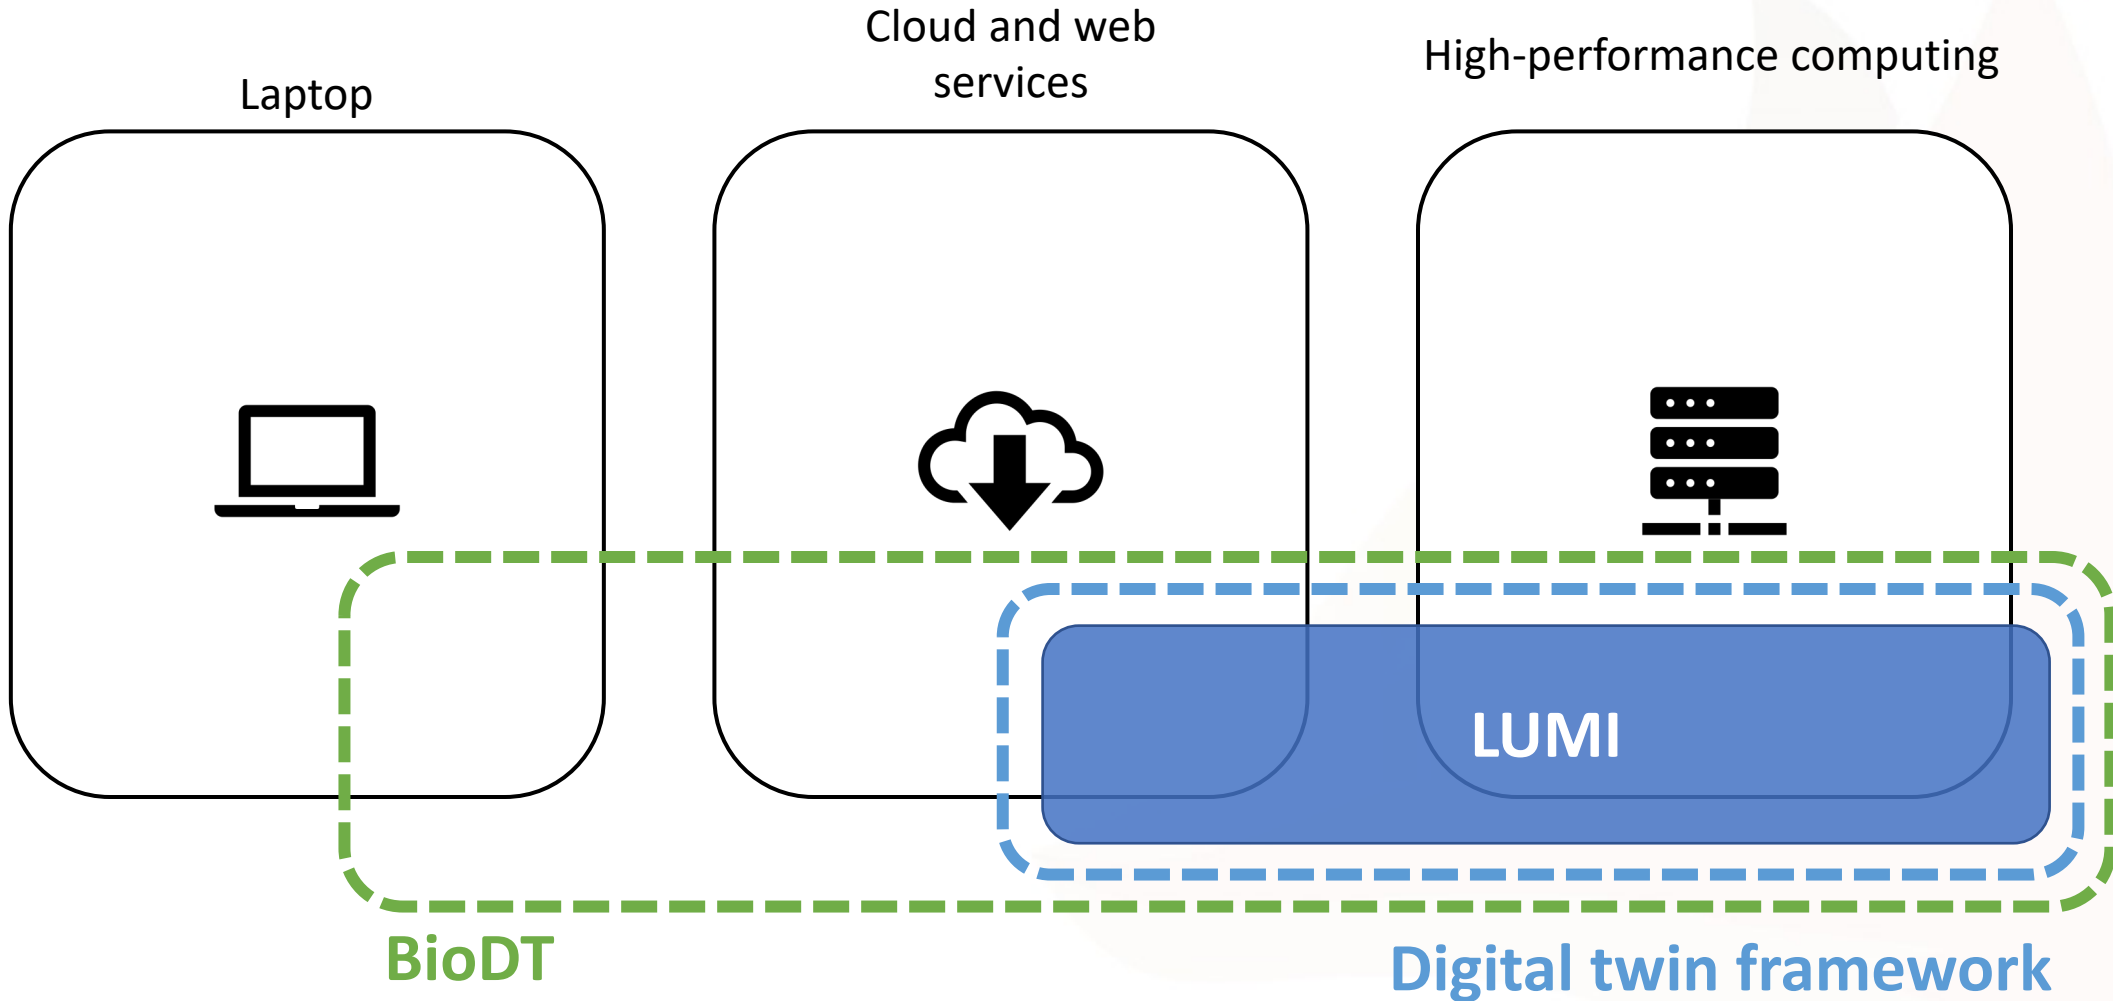 Laptop
Cloud and web
services
High-performance computing
LUMI
BioDT
Digital twin framework